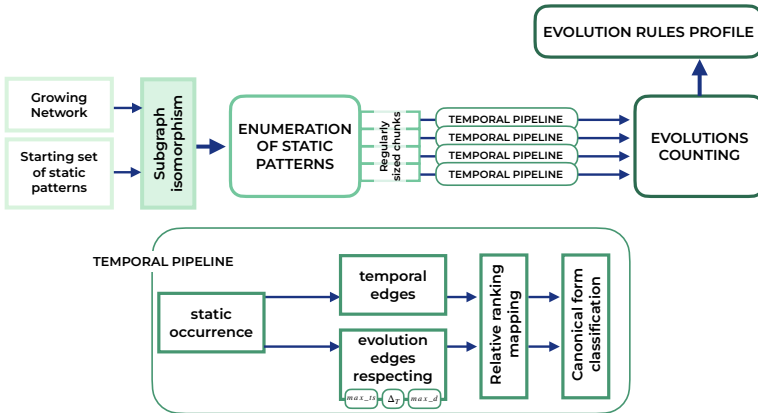 EVOLUTION RULES PROFILE
Growing
Network
Starting set
of static
patterns
Subgraph
isomorphism
ENUMERATION
OF STATIC
PATTERNS
Regularly
sized chunks
TEMPORAL PIPELINE
TEMPORAL PIPELINE
TEMPORAL PIPELINE
TEMPORAL PIPELINE
EVOLUTIONS
COUNTING
TEMPORAL PIPELINE
static
occurrence
temporal
edges
evolution
edges
respecting
max_ts Δ_T max_d
Relative ranking
mapping
Canonical form
classification